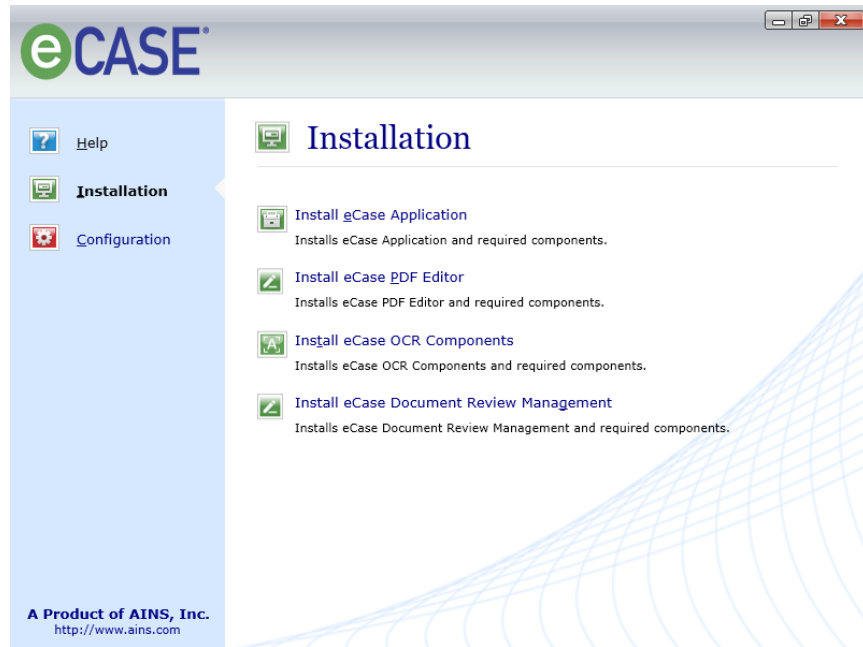 eCASE®
Help
Installation
Configuration
Installation
Install eCase Application
Installs eCase Application and required components.
Install eCase PDF Editor
Installs eCase PDF Editor and required components.
Install eCase OCR Components
Installs eCase OCR Components and required components.
Install eCase Document Review Management
Installs eCase Document Review Management and required components.
A Product of AINS, Inc.
http://www.ains.com